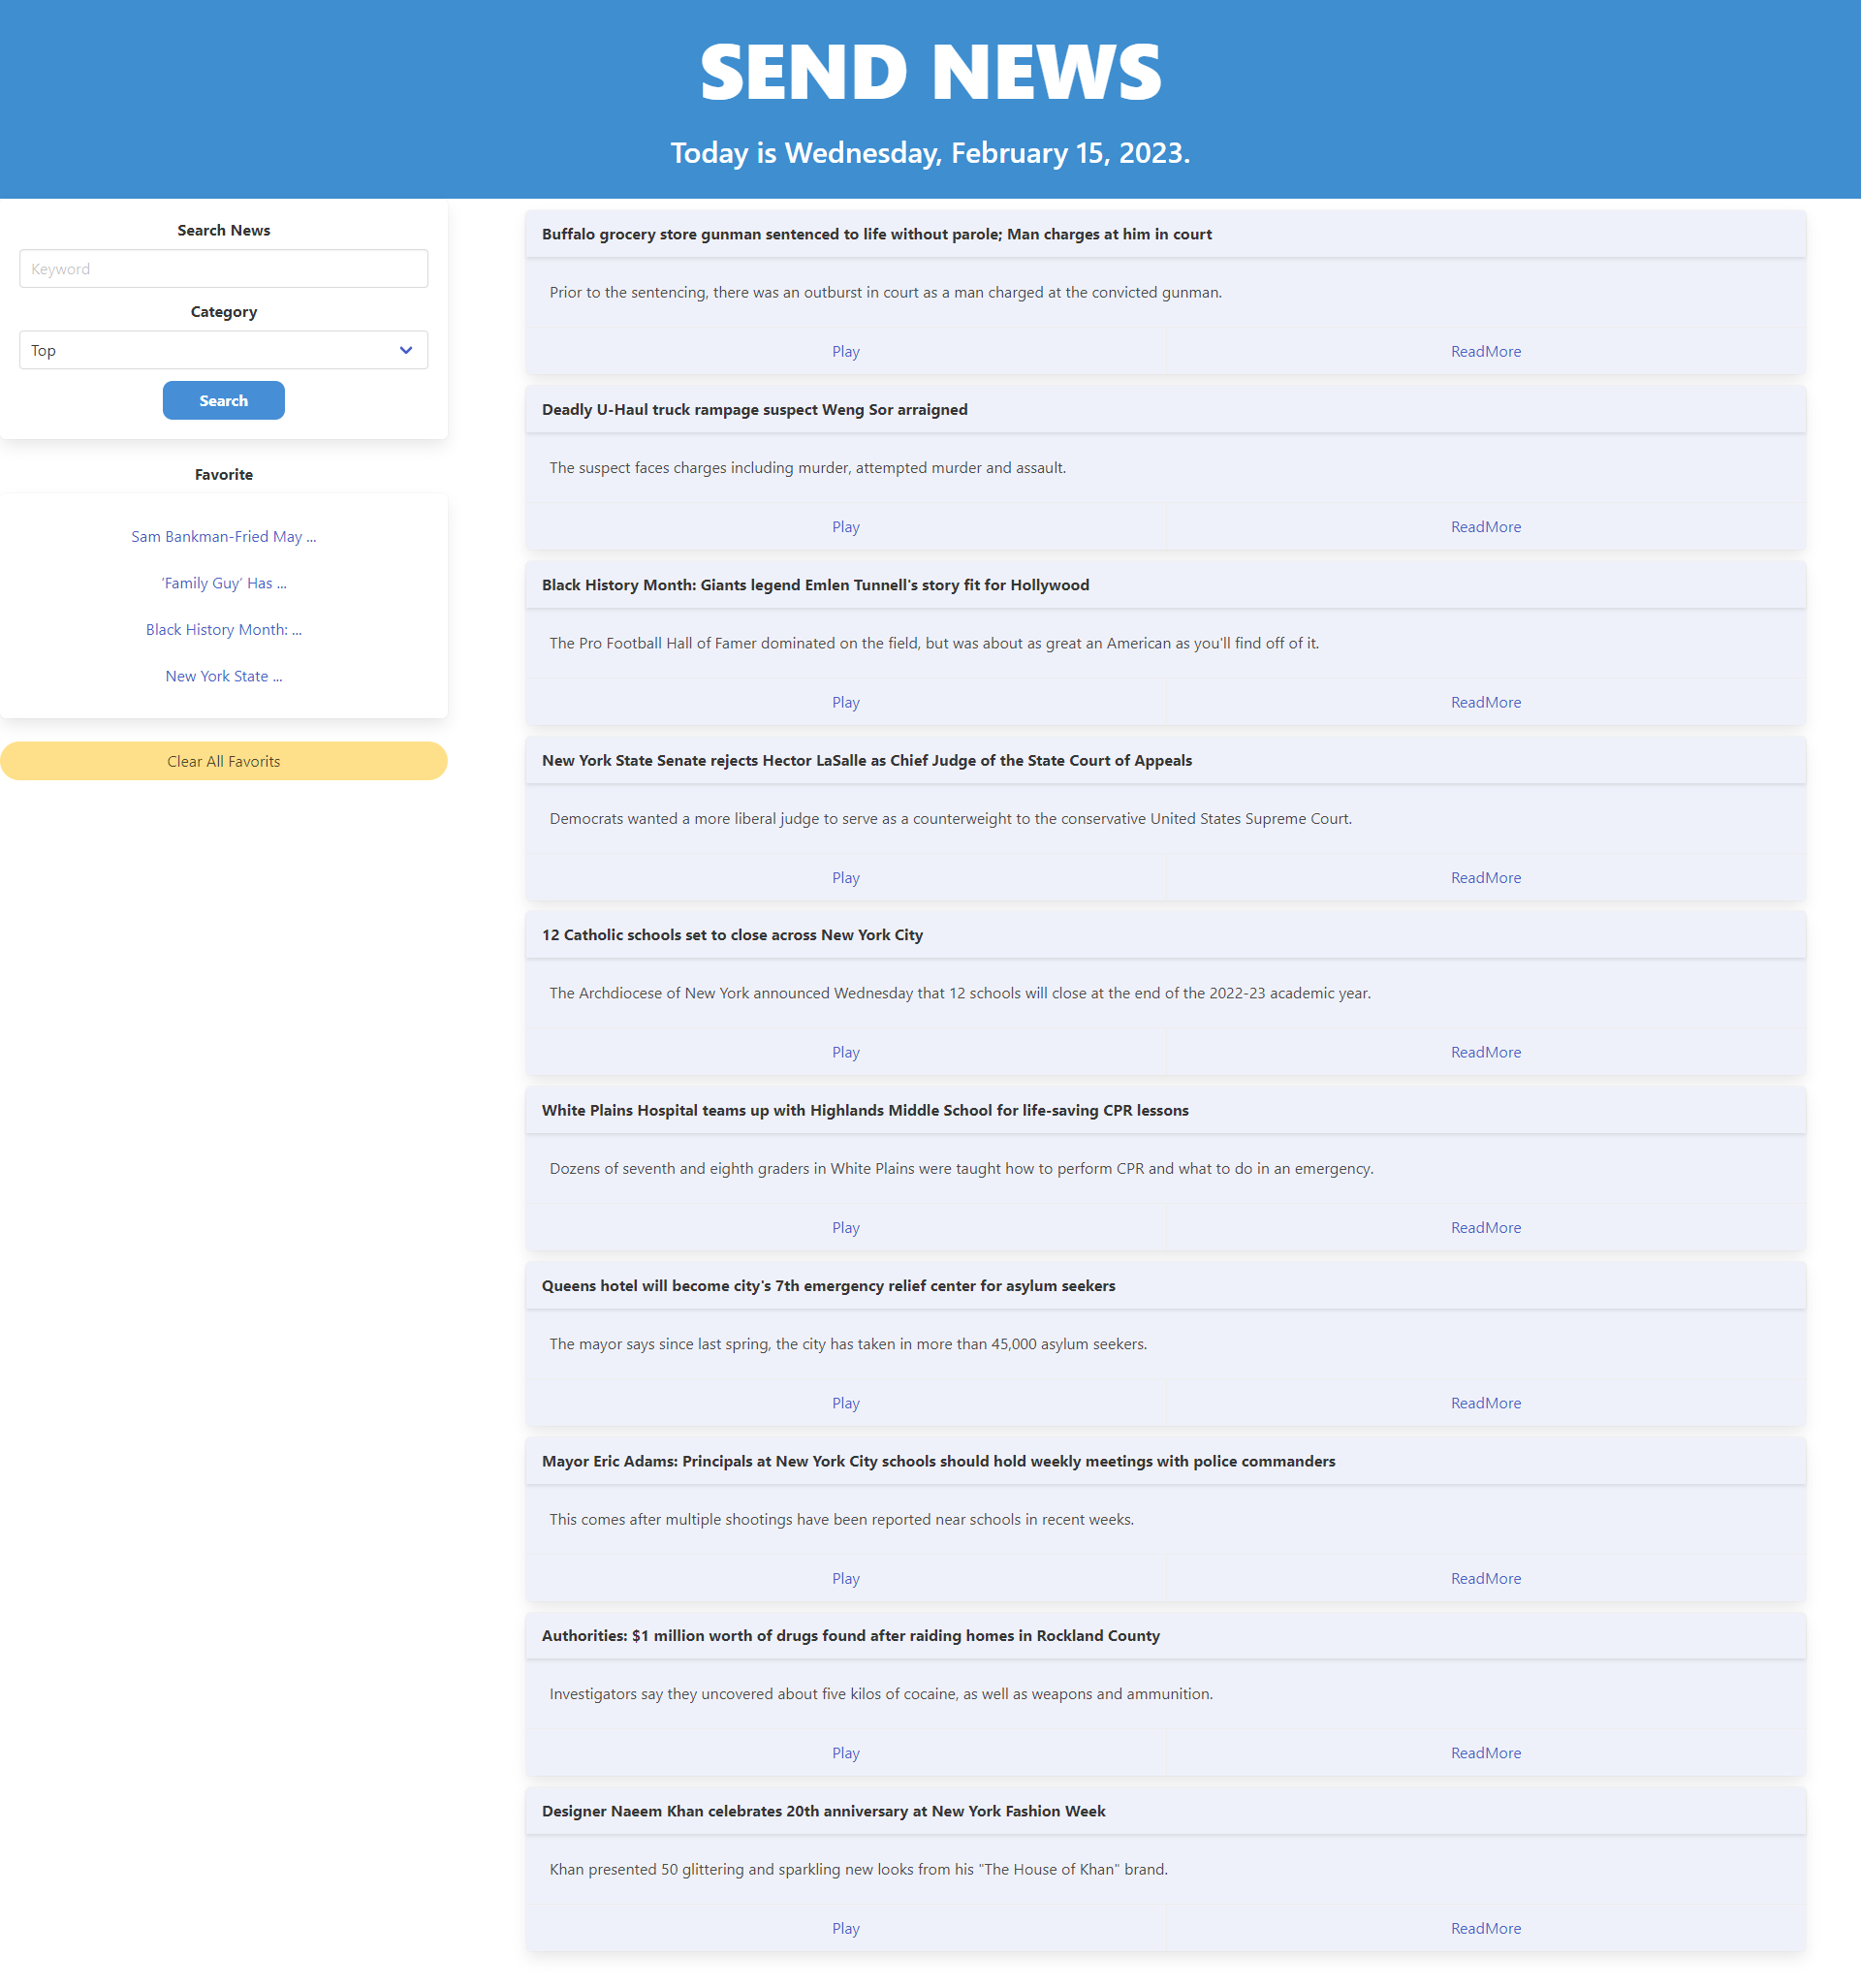 SEND NEWS
Today is Wednesday, February 15, 2023.
Search News
Keyword
Category
Top
Search
Favorite
Sam Bankman-Fried May ...
‘Family Guy’ Has ...
Black History Month: ...
New York State ...
Clear All Favorits
Buffalo grocery store gunman sentenced to life without parole; Man charges at him in court
Prior to the sentencing, there was an outburst in court as a man charged at the convicted gunman.
Play
ReadMore
Deadly U-Haul truck rampage suspect Weng Sor arraigned
The suspect faces charges including murder, attempted murder and assault.
Play
ReadMore
Black History Month: Giants legend Emlen Tunnell's story fit for Hollywood
The Pro Football Hall of Famer dominated on the field, but was about as great an American as you'll find off of it.
Play
ReadMore
New York State Senate rejects Hector LaSalle as Chief Judge of the State Court of Appeals
Democrats wanted a more liberal judge to serve as a counterweight to the conservative United States Supreme Court.
Play
ReadMore
12 Catholic schools set to close across New York City
The Archdiocese of New York announced Wednesday that 12 schools will close at the end of the 2022-23 academic year.
Play
ReadMore
White Plains Hospital teams up with Highlands Middle School for life-saving CPR lessons
Dozens of seventh and eighth graders in White Plains were taught how to perform CPR and what to do in an emergency.
Play
ReadMore
Queens hotel will become city's 7th emergency relief center for asylum seekers
The mayor says since last spring, the city has taken in more than 45,000 asylum seekers.
Play
ReadMore
Mayor Eric Adams: Principals at New York City schools should hold weekly meetings with police commanders
This comes after multiple shootings have been reported near schools in recent weeks.
Play
ReadMore
Authorities: $1 million worth of drugs found after raiding homes in Rockland County
Investigators say they uncovered about five kilos of cocaine, as well as weapons and ammunition.
Play
ReadMore
Designer Naeem Khan celebrates 20th anniversary at New York Fashion Week
Khan presented 50 glittering and sparkling new looks from his "The House of Khan" brand.
Play
ReadMore